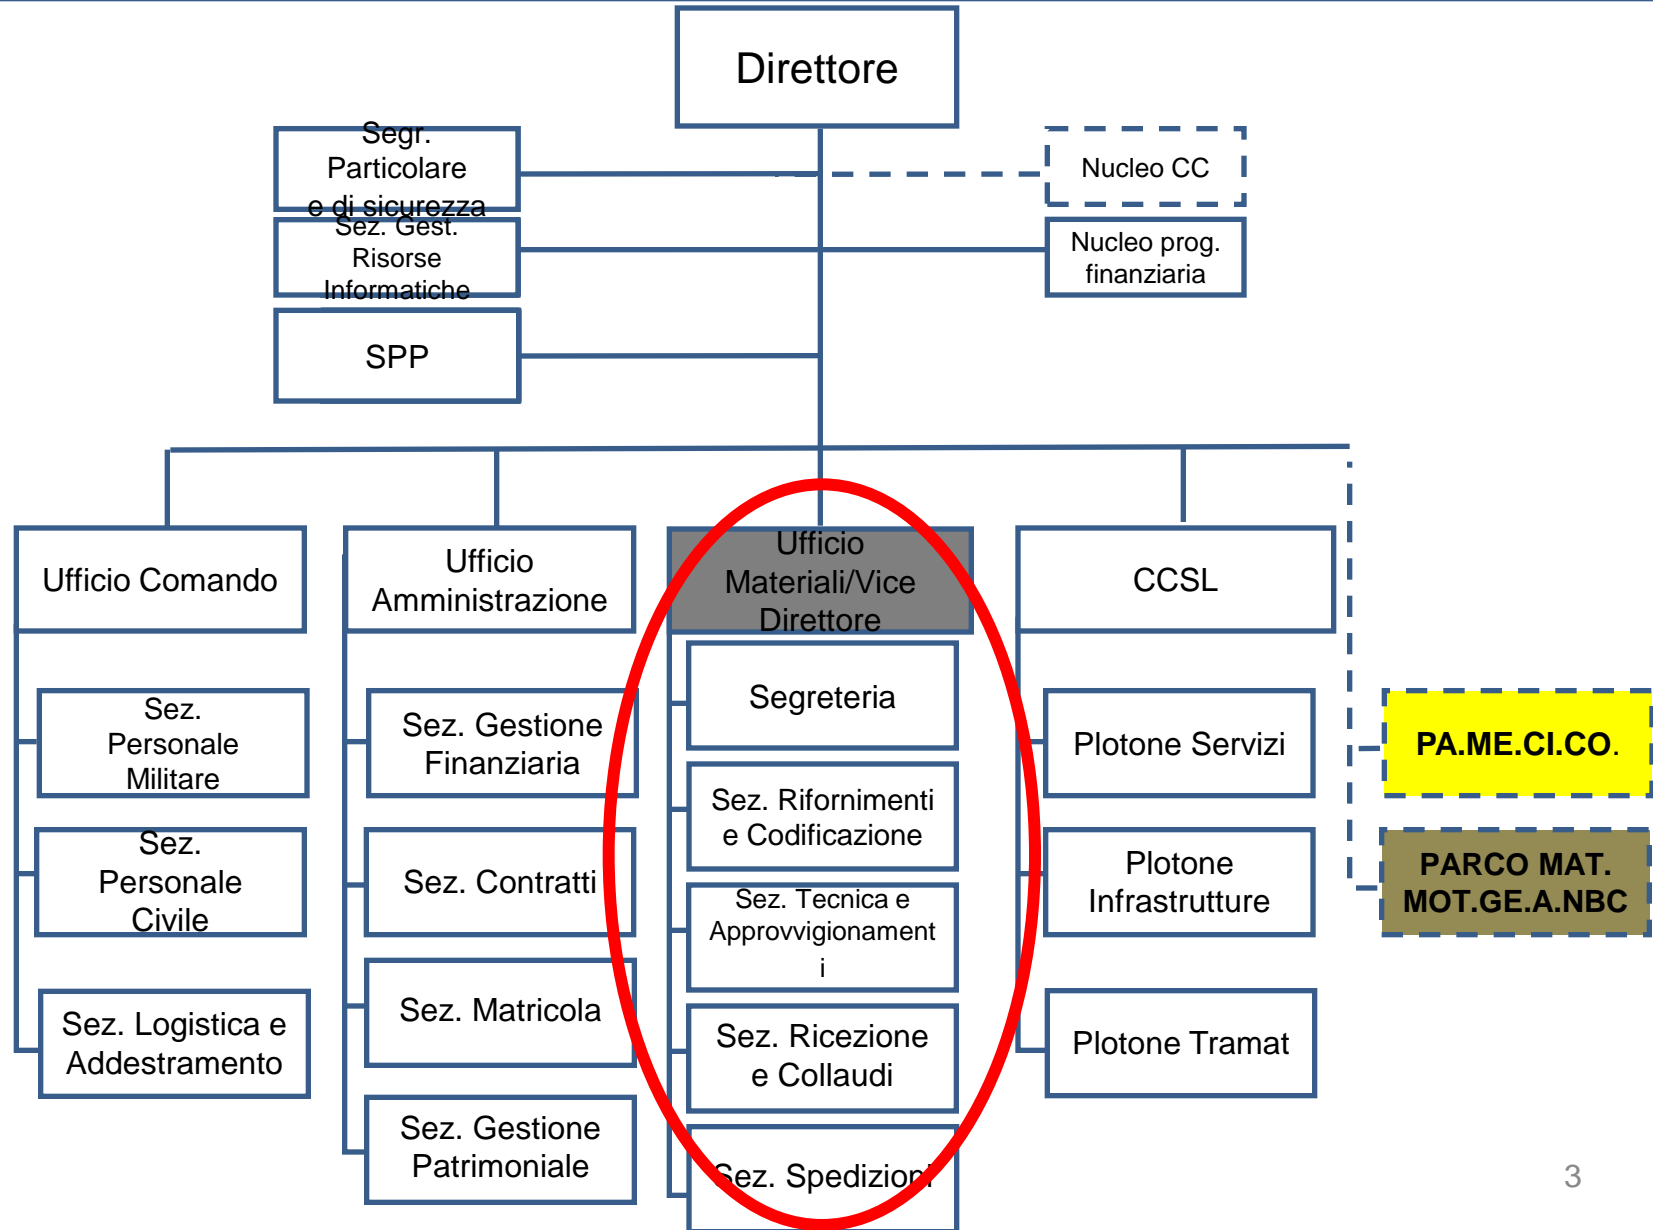 Direttore
Segr.
Particolare
e di sicurezza
Nucleo CC
Sez. Gest.
Risorse
Informatiche
Nucleo prog.
finanziaria
SPP
Ufficio Comando
Sez.
Personale
Militare
Sez.
Personale
Civile
Sez. Logistica e
Addestramento
Ufficio
Amministrazione
Sez. Gestione
Finanziaria
Sez. Contratti
Sez. Matricola
Sez. Gestione
Patrimoniale
Ufficio
Materiali/Vice
Direttore
Segreteria
Sez. Rifornimenti
e Codificazione
Sez. Tecnica e
Approvvigionament
i
Sez. Ricezione
e Collaudi
Sez. Spedizioni
CCSL
Plotone Servizi
Plotone
Infrastrutture
Plotone Tramat
PA.ME.CI.CO.
PARCO MAT.
MOT.GE.A.NBC
3